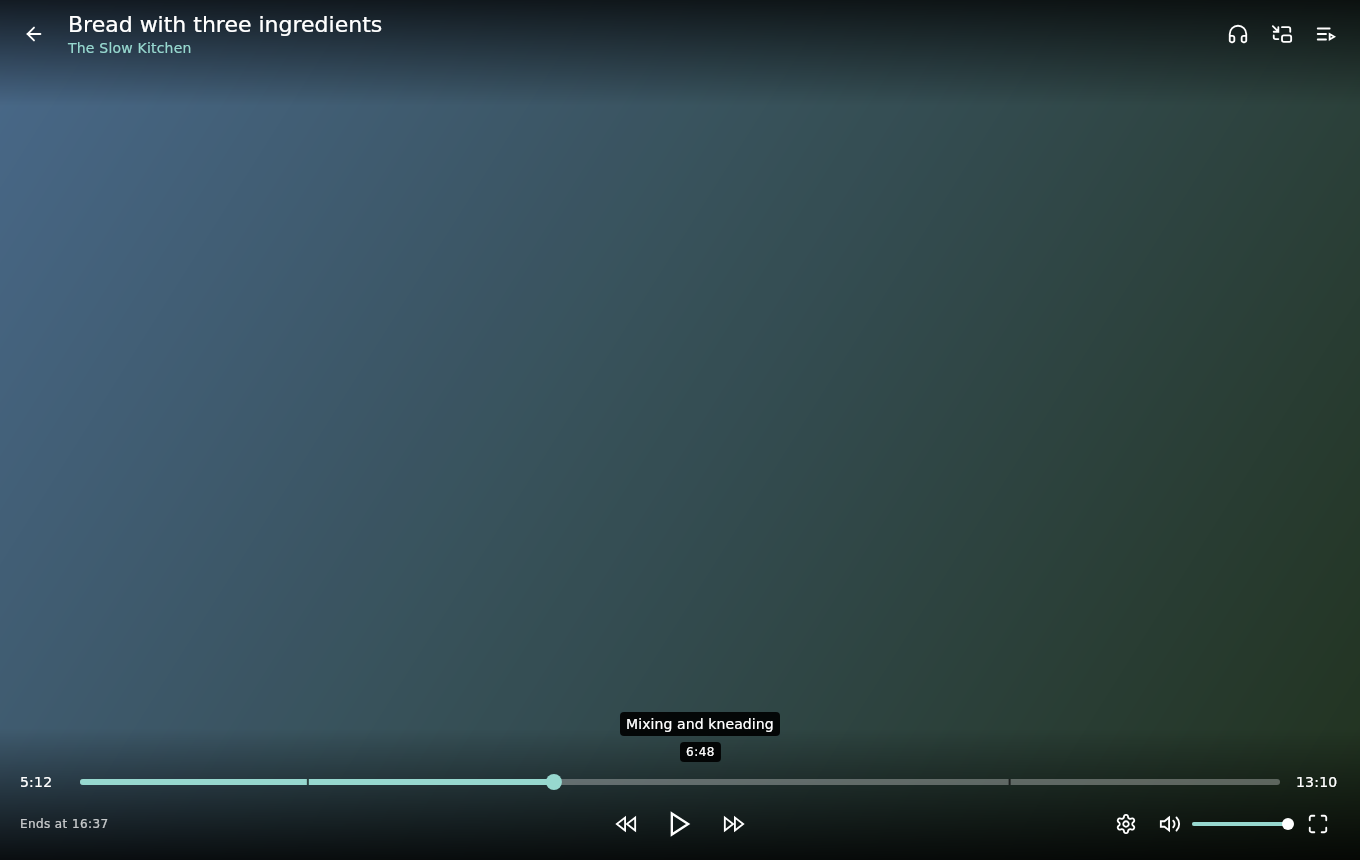 Bread with three ingredients
The Slow Kitchen
Mixing and kneading
6:48
5:12
13:10
Ends at 16:37